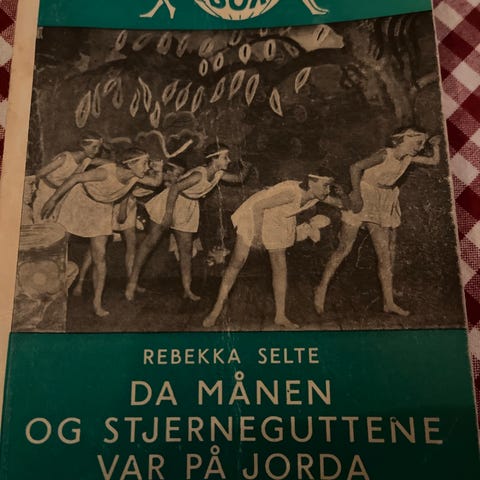 REBEKKA SELTE
DA MÅNEN
OG STJERNEGUTTENE
VAR PÅ JORDA